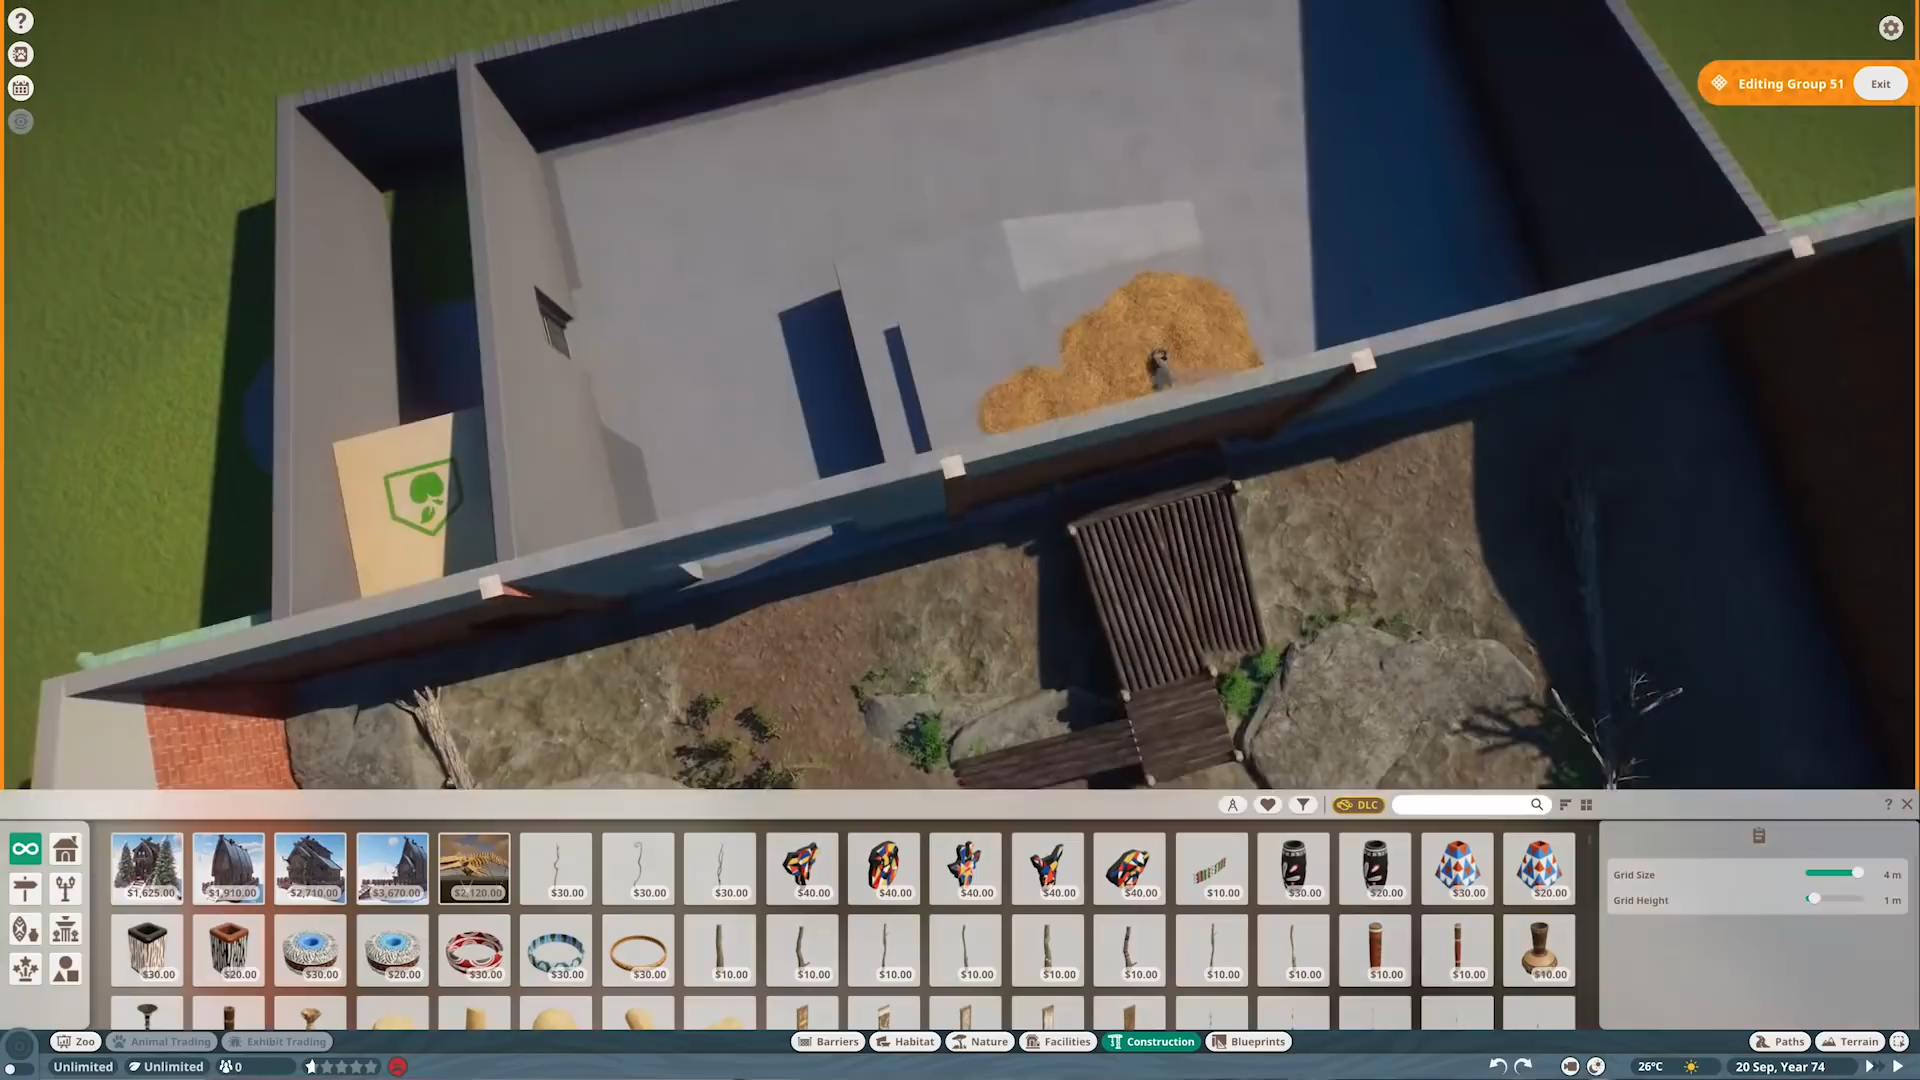 ?
Editing Group 51
Exit
DLC
?
$1,625.00
$1,910.00
$2,710.00
$3,670.00
$2,120.00
$30.00
$30.00
$30.00
$40.00
$40.00
$40.00
$40.00
$40.00
$10.00
$30.00
$20.00
$30.00
$20.00
Grid Size
4 m
Grid Height
1 m
$30.00
$20.00
$30.00
$20.00
$30.00
$30.00
$30.00
$10.00
$10.00
$10.00
$10.00
$10.00
$10.00
$10.00
$10.00
$10.00
$10.00
$10.00
Zoo
Animal Trading
Exhibit Trading
Barriers
Habitat
Nature
Facilities
Construction
Blueprints
Paths
Terrain
Unlimited
Unlimited
0
26°C
20 Sep, Year 74